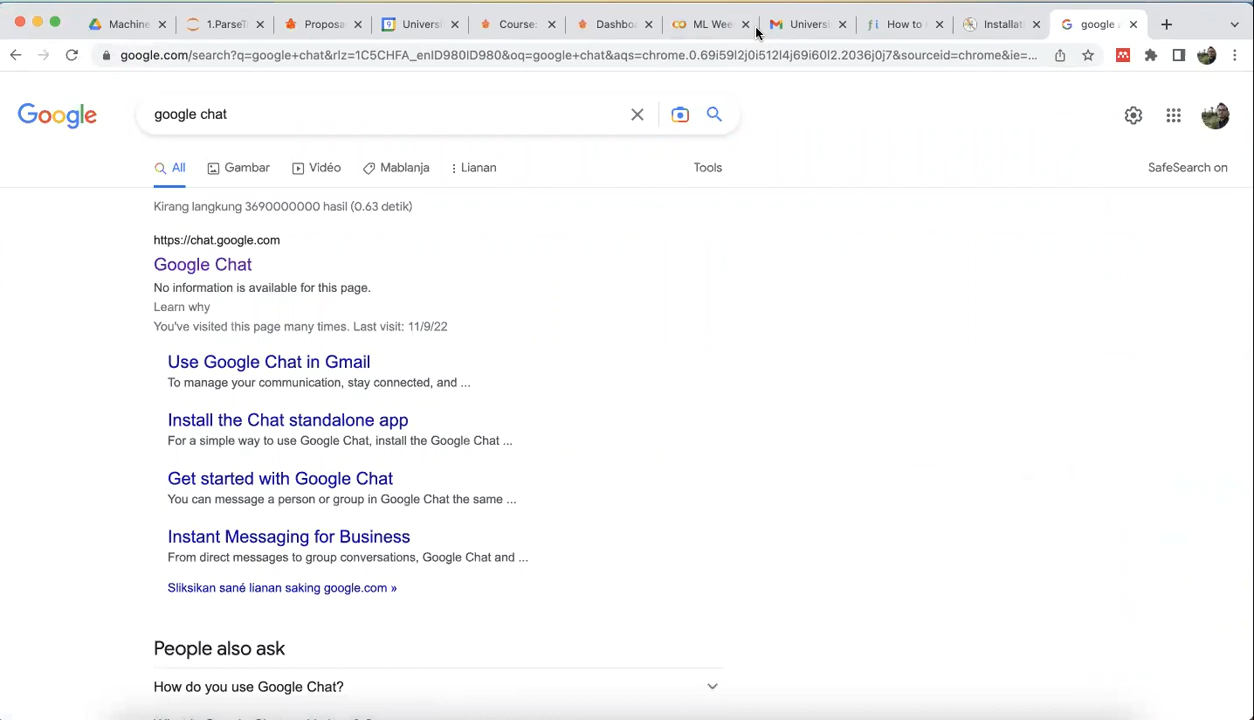 Machine
1.ParseT
Proposa
Univers
Course:
Dashbo
ML Wee
Universi
How to
Installat
google
google.com/search?q=google+chat&rlz=1C5CHFA_enID980ID980&oq=google+chat&aqs=chrome.0.69i59l2j0i512l4j69i60l2.2036j0j7&sourceid=chrome&ie=...
Google
google chat
All Gambar Vidéo Mablanja Lianan Tools SafeSearch on
Kirang langkung 3690000000 hasil (0.63 detik)
https://chat.google.com
Google Chat
No information is available for this page.
Learn why
You've visited this page many times. Last visit: 11/9/22
Use Google Chat in Gmail
To manage your communication, stay connected, and ...
Install the Chat standalone app
For a simple way to use Google Chat, install the Google Chat ...
Get started with Google Chat
You can message a person or group in Google Chat the same ...
Instant Messaging for Business
From direct messages to group conversations, Google Chat and ...
Sliksikan sané lianan saking google.com »
People also ask
How do you use Google Chat?